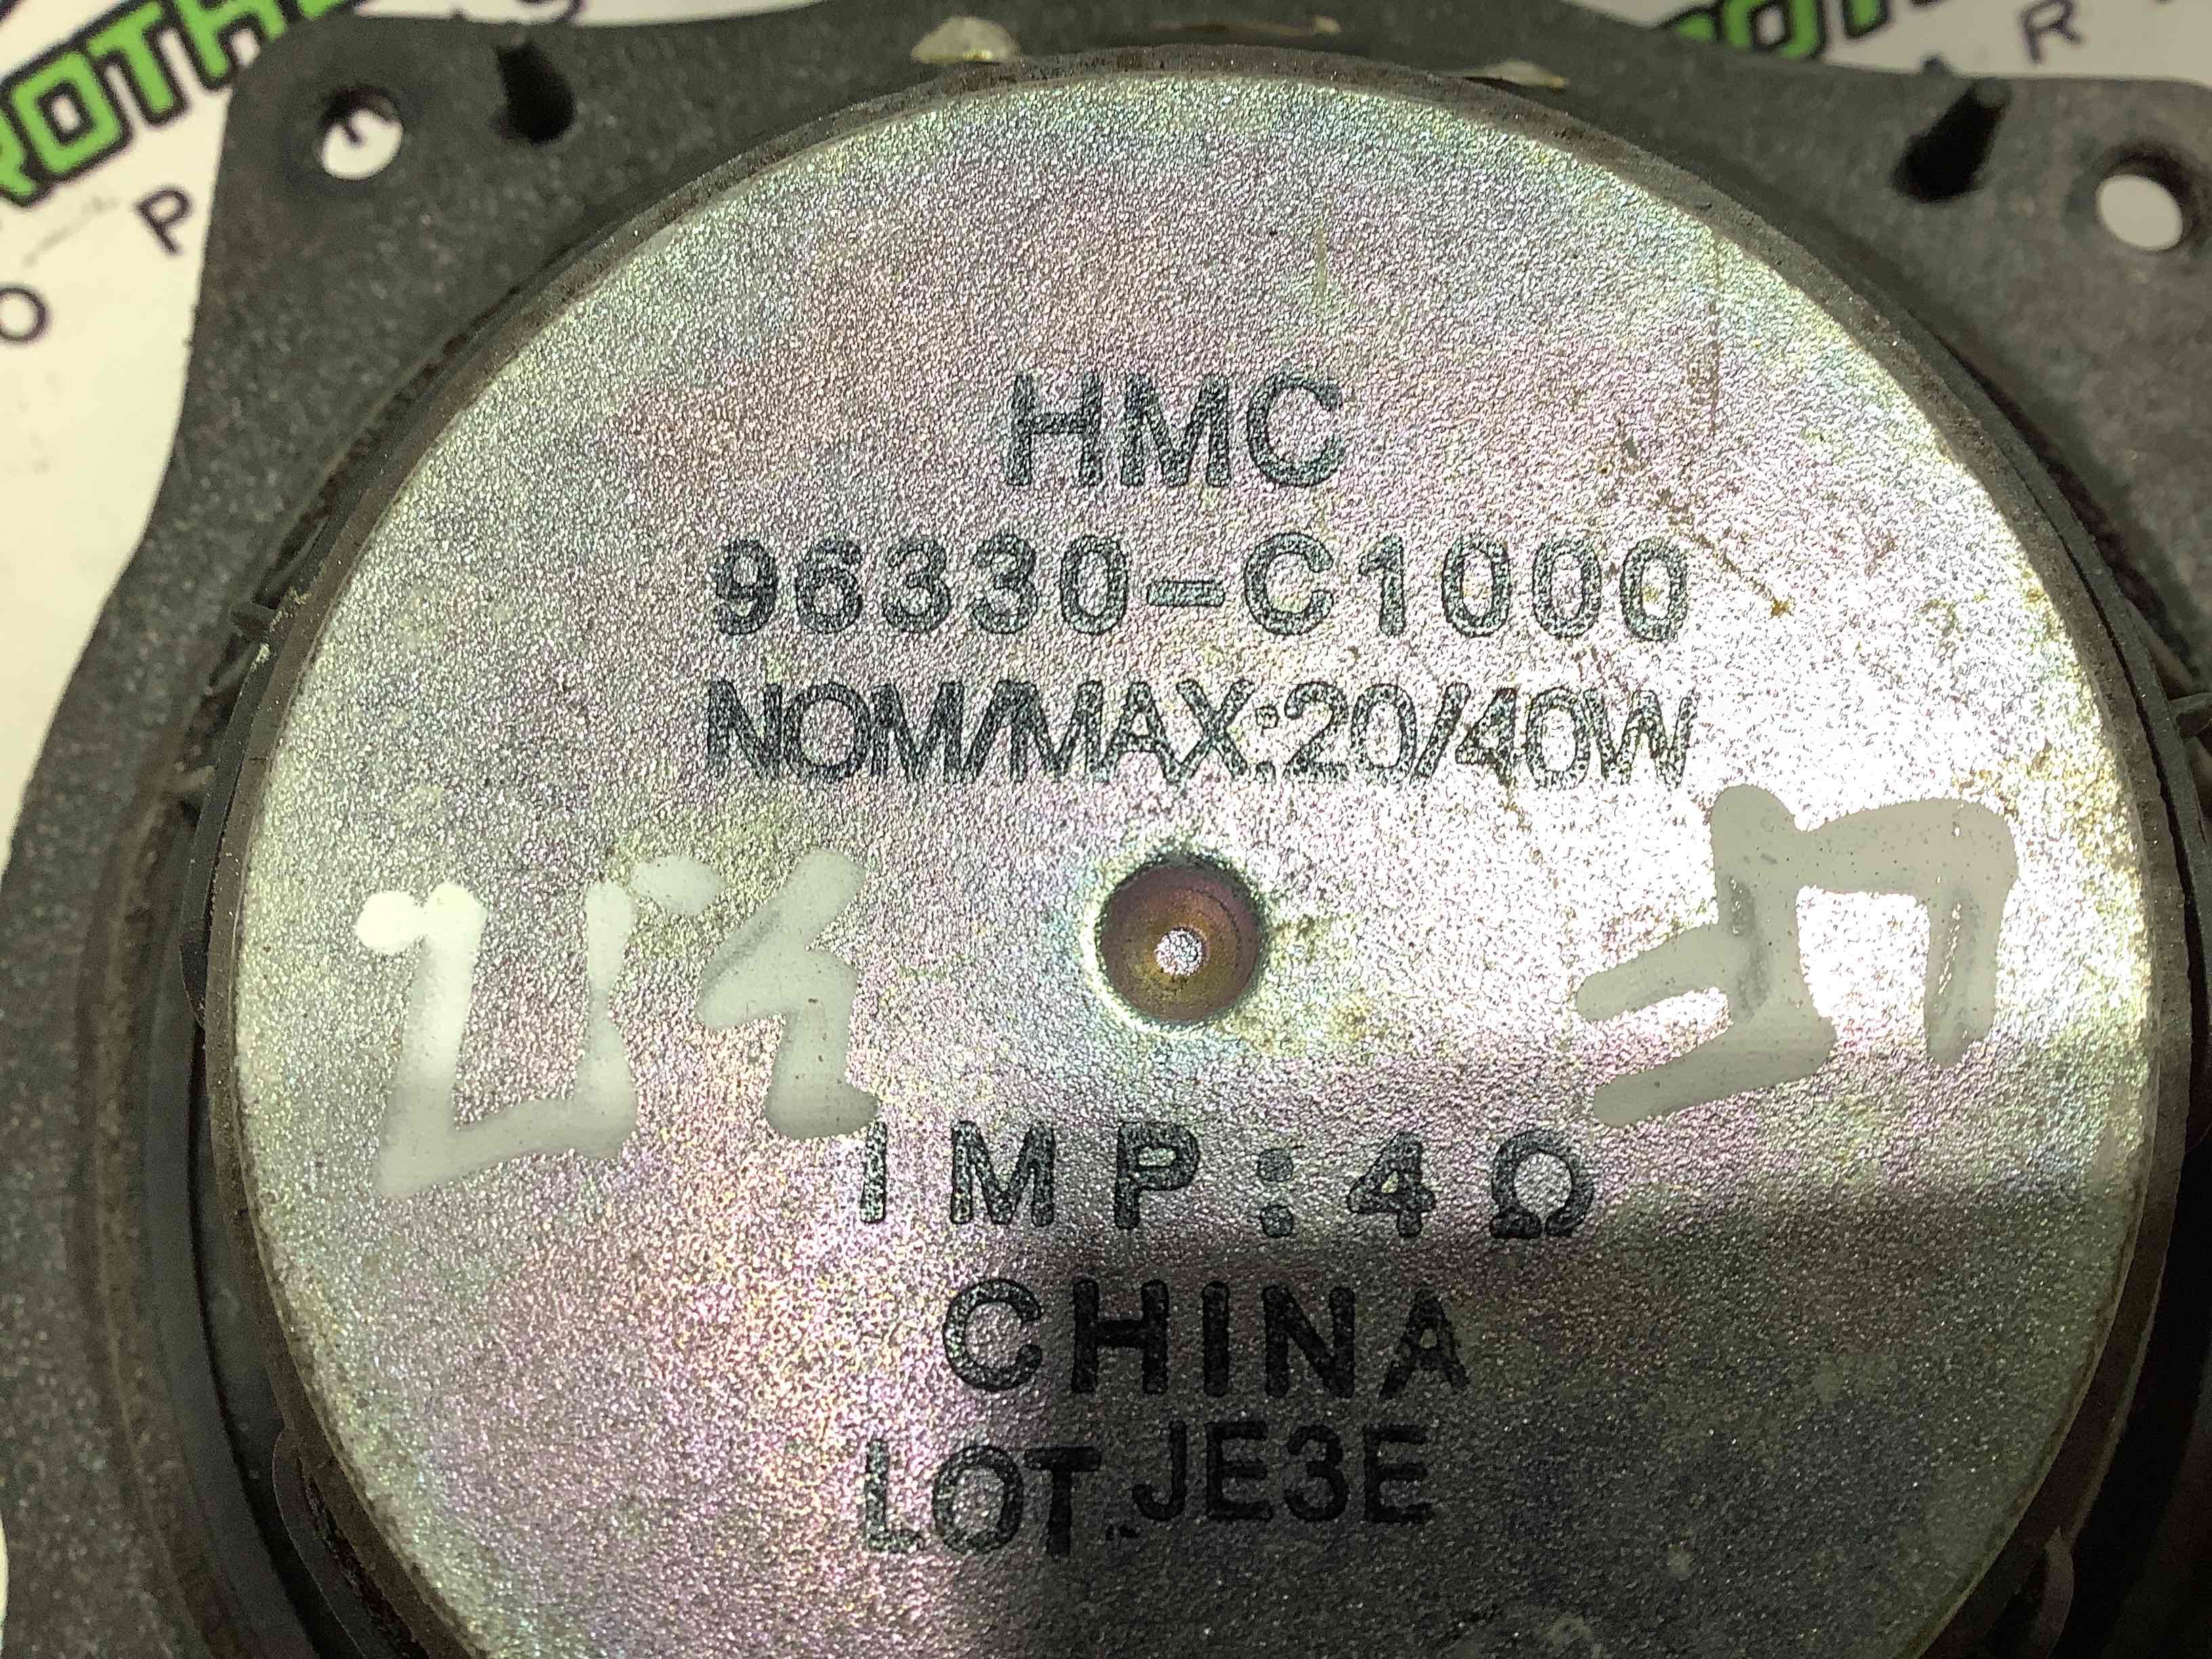 HMC
96330-C1000
NOM/MAX:20/40W
IMP:4Ω
CHINA
LOT.JE3E